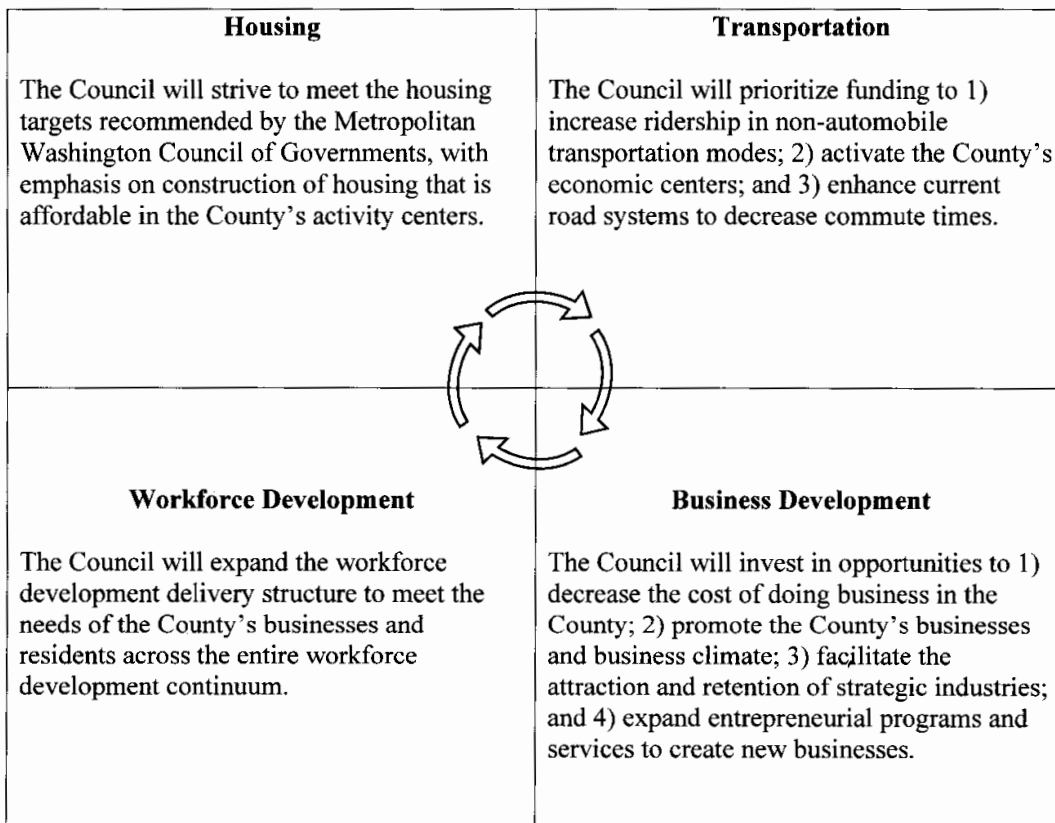 Housing
The Council will strive to meet the housing
targets recommended by the Metropolitan
Washington Council of Governments, with
emphasis on construction of housing that is
affordable in the County's activity centers.
Transportation
The Council will prioritize funding to 1)
increase ridership in non-automobile
transportation modes; 2) activate the County's
economic centers; and 3) enhance current
road systems to decrease commute times.
Workforce Development
The Council will expand the workforce
development delivery structure to meet the
needs of the County's businesses and
residents across the entire workforce
development continuum.
Business Development
The Council will invest in opportunities to 1)
decrease the cost of doing business in the
County; 2) promote the County's businesses
and business climate; 3) facilitate the
attraction and retention of strategic industries;
and 4) expand entrepreneurial programs and
services to create new businesses.